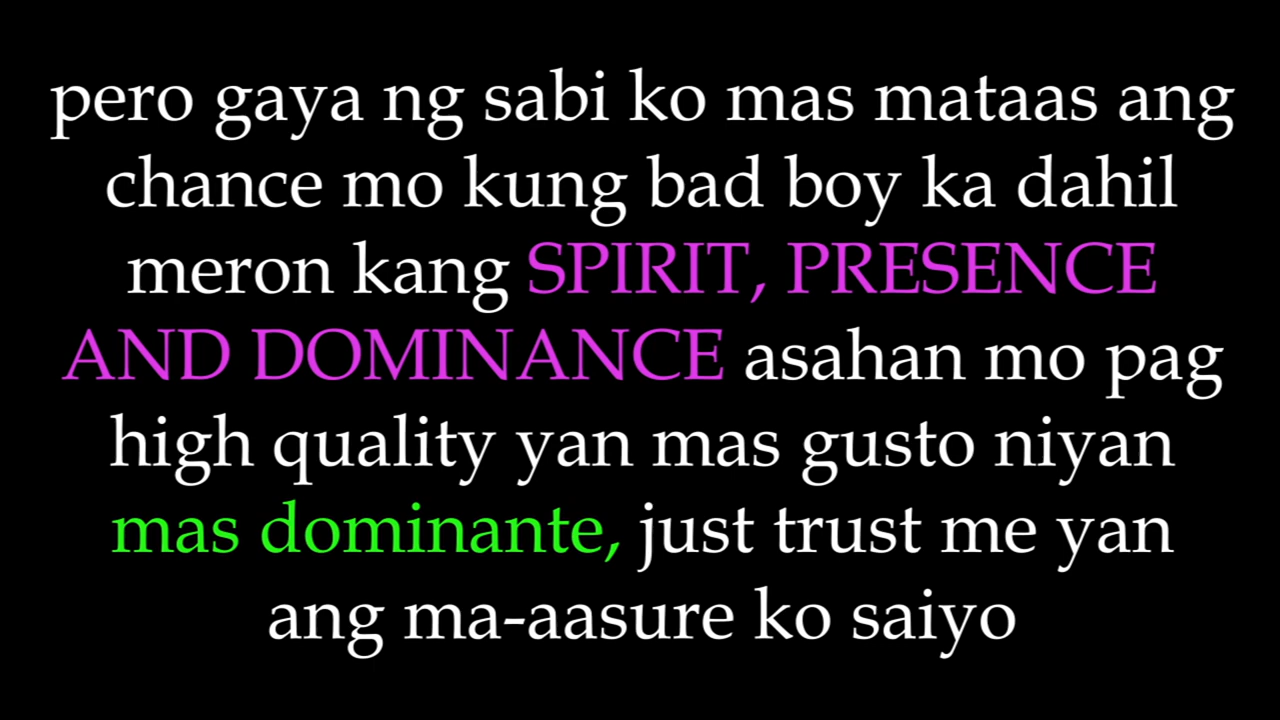 pero gaya ng sabi ko mas mataas ang
chance mo kung bad boy ka dahil
meron kang SPIRIT, PRESENCE
AND DOMINANCE asahan mo pag
high quality yan mas gusto niyan
mas dominante, just trust me yan
ang ma-aasure ko saiyo